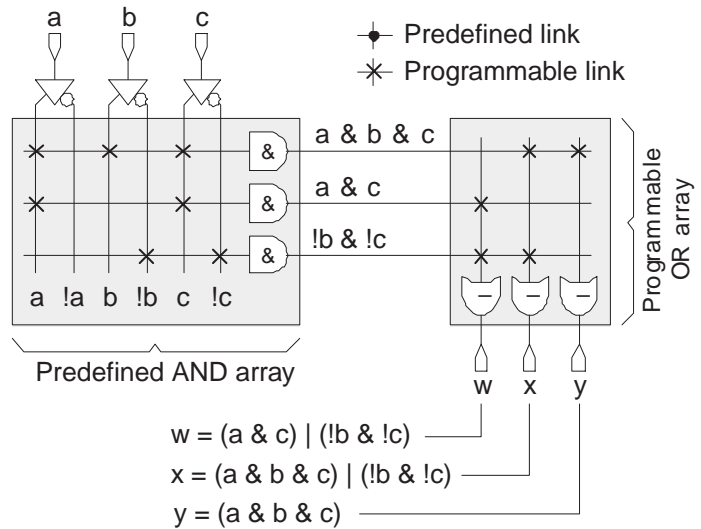 a b c
Predefined link
Programmable link
& a & b & c
& a & c
& !b & !c
a !a b !b c !c
Programmable
OR array
Predefined AND array
w x y
w = (a & c) | (!b & !c)
x = (a & b & c) | (!b & !c)
y = (a & b & c)